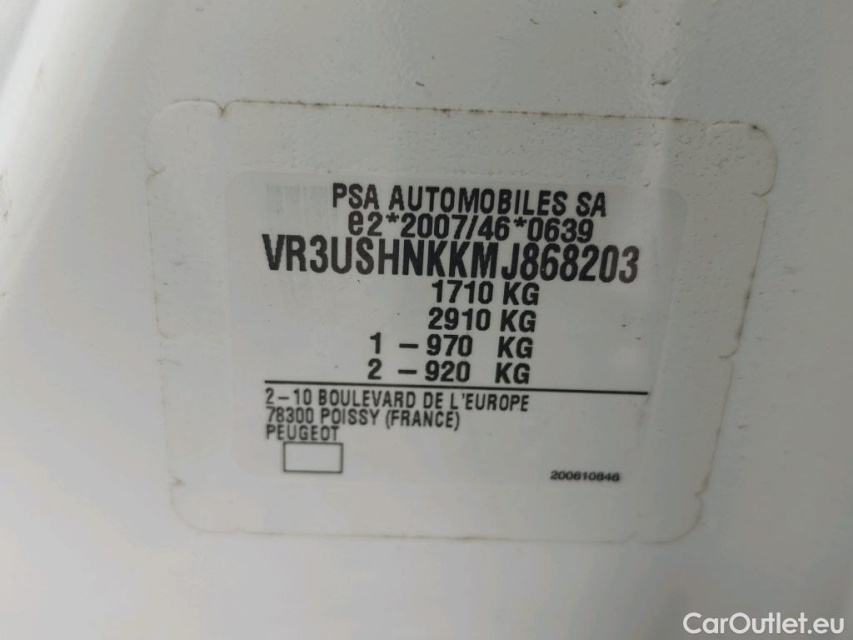 PSA AUTOMOBILES SA
e2*2007/46*0639
VR3USHNKKMJ868203
1710 KG
2910 KG
1 – 970 KG
2 – 920 KG
2 – 10 BOULEVARD DE L'EUROPE
78300 POISSY (FRANCE)
PEUGEOT
200610846
CarOutlet.eu